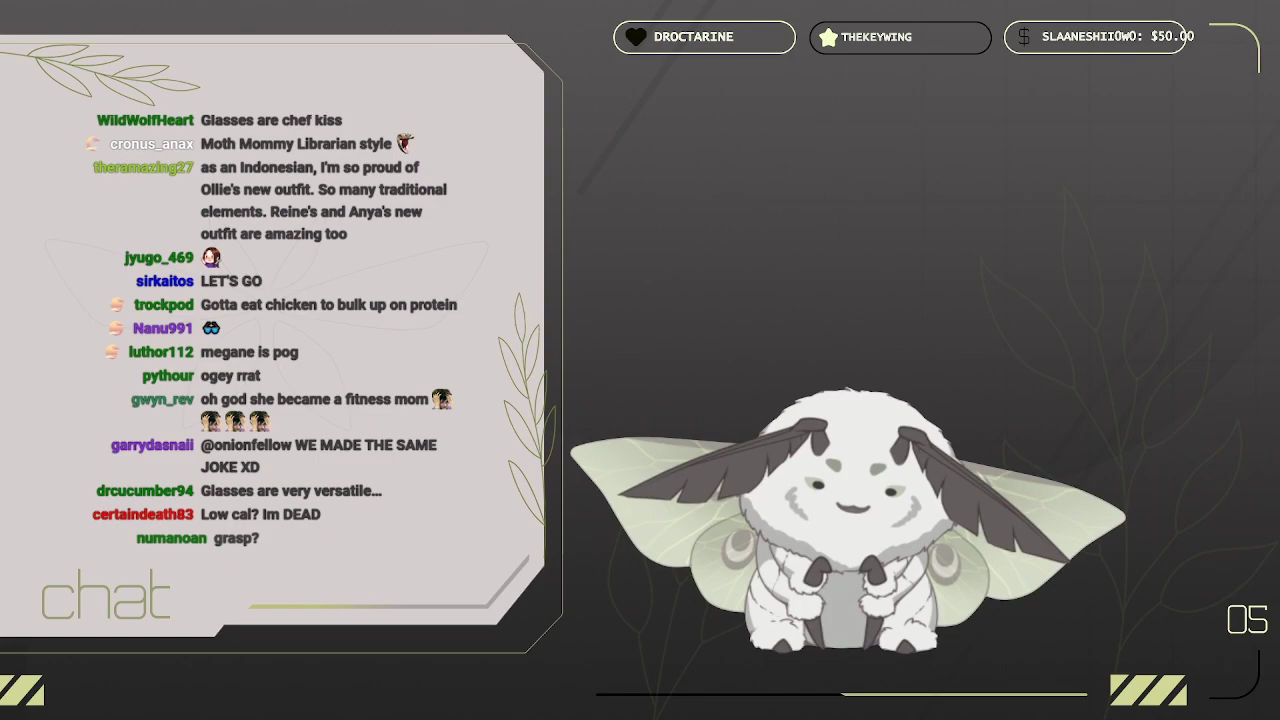 DROCTARINE
THEKEYWING
SLAANESHII0W0: $50.00
WildWolfHeart Glasses are chef kiss
cronus_anax Moth Mommy Librarian style
theramazing27 as an Indonesian, I'm so proud of
Ollie's new outfit. So many traditional
elements. Reine's and Anya's new
outfit are amazing too
jyugo_469
sirkaitos LET'S GO
trockpod Gotta eat chicken to bulk up on protein
Nanu991
luthor112 megane is pog
pythour ogey rrat
gwyn_rev oh god she became a fitness mom
garrydasnaii @onionfellow WE MADE THE SAME
JOKE XD
drcucumber94 Glasses are very versatile...
certaindeath83 Low cal? Im DEAD
numanoan grasp?
chat
05